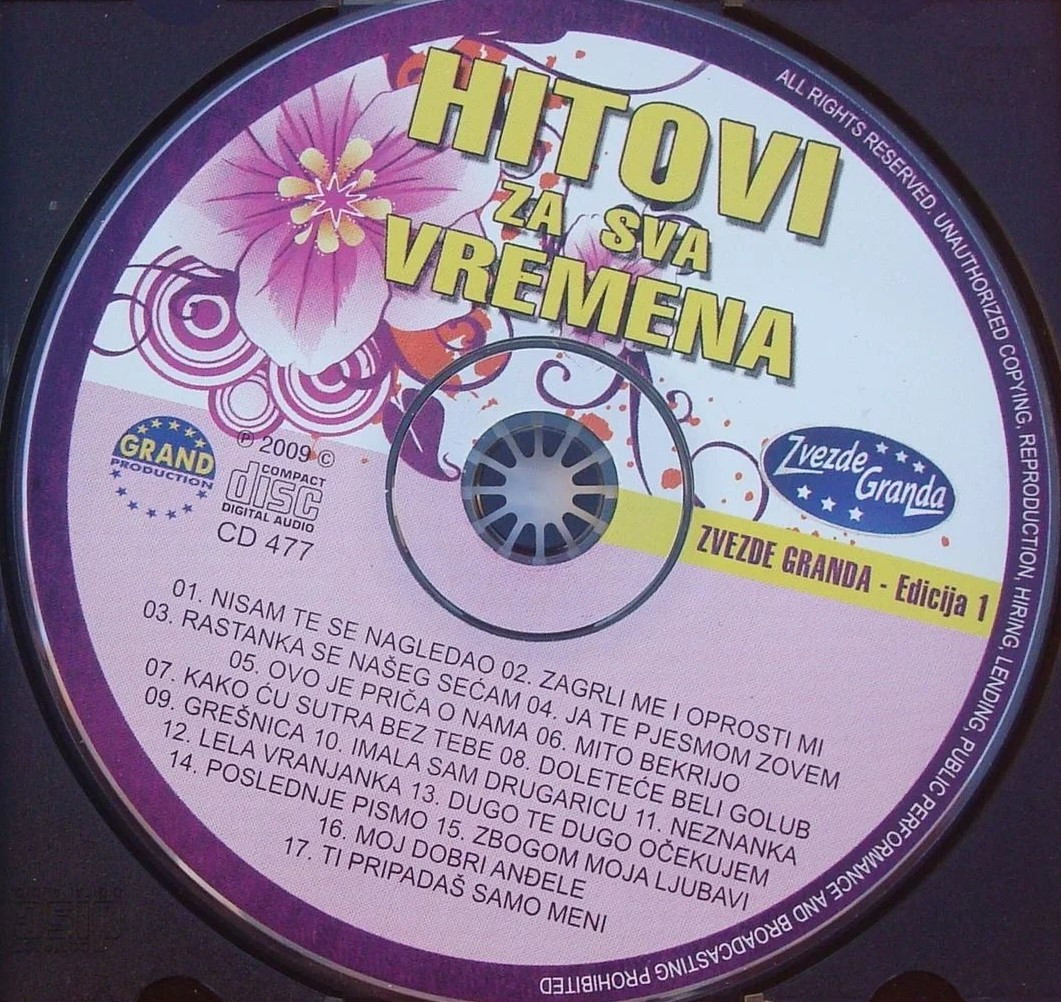 HITOVI
ZA SVA
VREMENA
GRAND
PRODUCTION
℗ 2009 ©
COMPACT
disc
DIGITAL AUDIO
CD 477
Zvezde
Granda
ZVEZDE GRANDA - Edicija 1
01. NISAM TE SE NAGLEDAO 02. ZAGRLI ME I OPROSTI MI
03. RASTANKA SE NAŠEG SEĆAM 04. JA TE PJESMOM ZOVEM
05. OVO JE PRIČA O NAMA 06. MITO BEKRIJO
07. KAKO ĆU SUTRA BEZ TEBE 08. DOLETEĆE BELI GOLUB
09. GREŠNICA 10. IMALA SAM DRUGARICU 11. NEZNANKA
12. LELA VRANJANKA 13. DUGO TE DUGO OČEKUJEM
14. POSLEDNJE PISMO 15. ZBOGOM MOJA LJUBAVI
16. MOJ DOBRI ANĐELE
17. TI PRIPADAŠ SAMO MENI
ALL RIGHTS RESERVED. UNAUTHORIZED COPYING, REPRODUCTION, HIRING, LENDING, PUBLIC PERFORMANCE AND BROADCASTING PROHIBITED